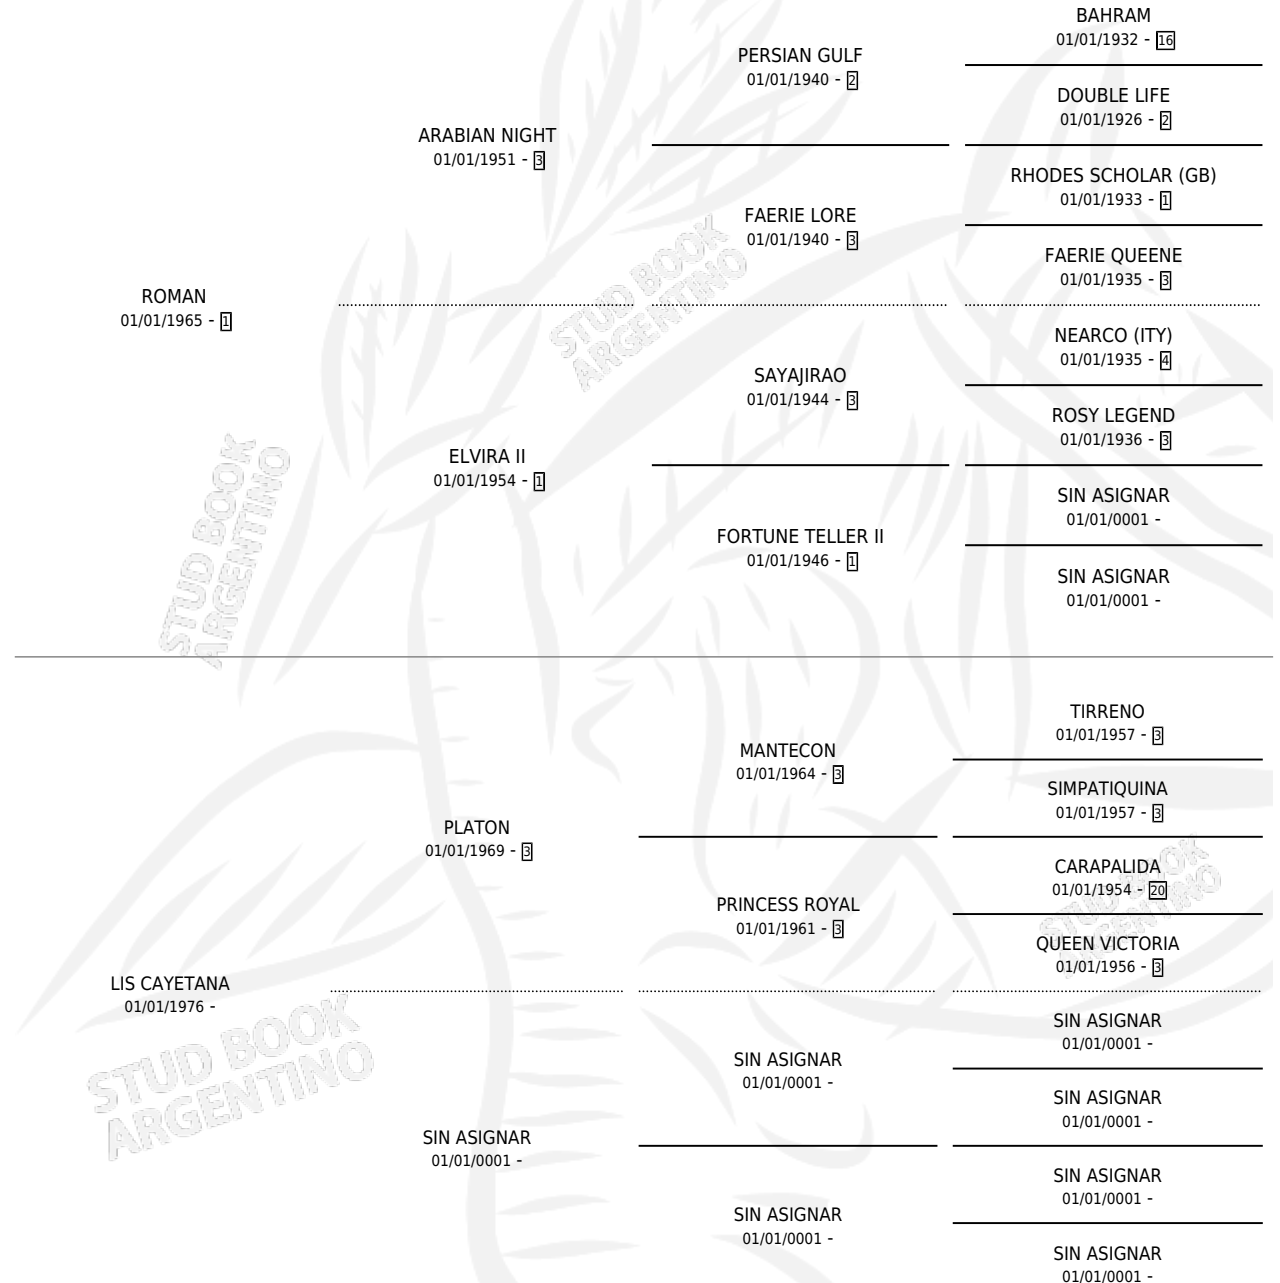 BAHRAM
01/01/1932 - 16
PERSIAN GULF
01/01/1940 - 2
DOUBLE LIFE
01/01/1926 - 2
ARABIAN NIGHT
01/01/1951 - 3
RHODES SCHOLAR (GB)
01/01/1933 - 1
FAERIE LORE
01/01/1940 - 3
FAERIE QUEENE
01/01/1935 - 3
ROMAN
01/01/1965 - 1
NEARCO (ITY)
01/01/1935 - 4
SAYAJIRAO
01/01/1944 - 3
ROSY LEGEND
01/01/1936 - 3
ELVIRA II
01/01/1954 - 1
SIN ASIGNAR
01/01/0001 -
FORTUNE TELLER II
01/01/1946 - 1
SIN ASIGNAR
01/01/0001 -
TIRRENO
01/01/1957 - 3
MANTECON
01/01/1964 - 3
SIMPATIQUINA
01/01/1957 - 3
PLATON
01/01/1969 - 3
CARAPALIDA
01/01/1954 - 20
PRINCESS ROYAL
01/01/1961 - 3
QUEEN VICTORIA
01/01/1956 - 3
LIS CAYETANA
01/01/1976 -
SIN ASIGNAR
01/01/0001 -
SIN ASIGNAR
01/01/0001 -
SIN ASIGNAR
01/01/0001 -
SIN ASIGNAR
01/01/0001 -
SIN ASIGNAR
01/01/0001 -
SIN ASIGNAR
01/01/0001 -
SIN ASIGNAR
01/01/0001 -
STUD BOOK
ARGENTINO
STUD BOOK
ARGENTINO
STUD BOOK
ARGENTINO
STUD BOOK
ARGENTINO